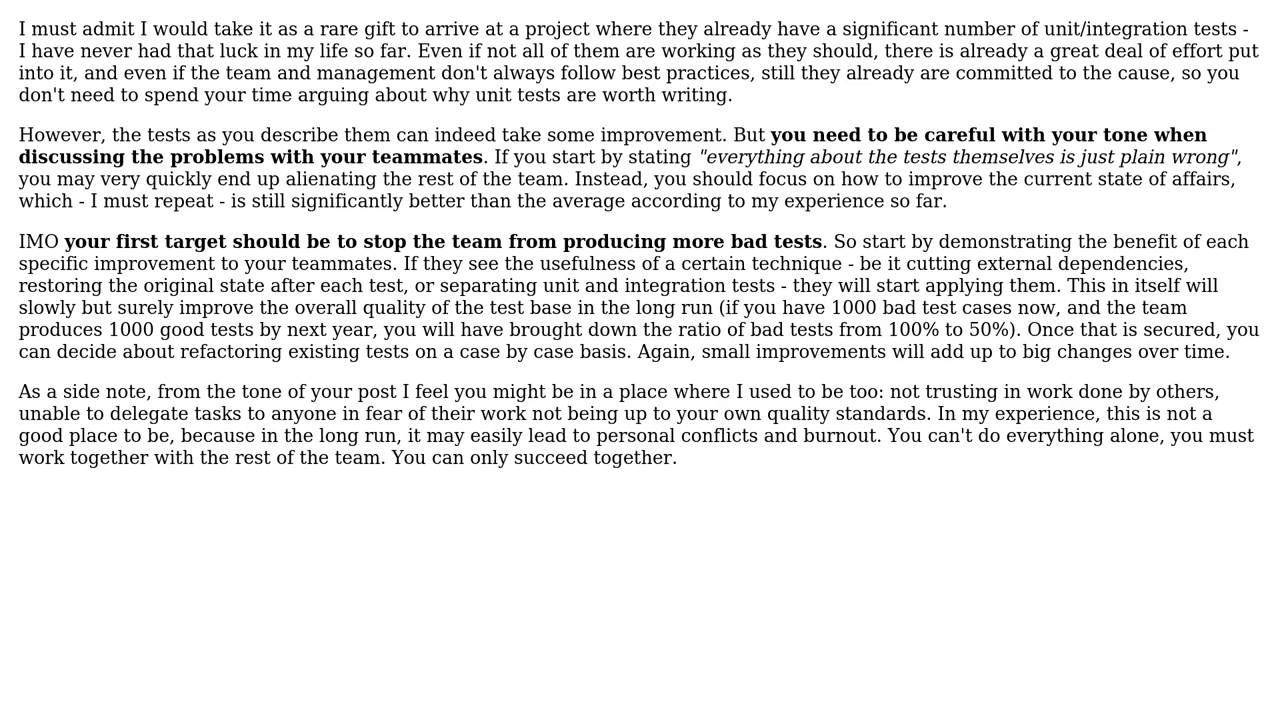 I must admit I would take it as a rare gift to arrive at a project where they already have a significant number of unit/integration tests -
I have never had that luck in my life so far. Even if not all of them are working as they should, there is already a great deal of effort put
into it, and even if the team and management don't always follow best practices, still they already are committed to the cause, so you
don't need to spend your time arguing about why unit tests are worth writing.
However, the tests as you describe them can indeed take some improvement. But you need to be careful with your tone when
discussing the problems with your teammates. If you start by stating "everything about the tests themselves is just plain wrong",
you may very quickly end up alienating the rest of the team. Instead, you should focus on how to improve the current state of affairs,
which - I must repeat - is still significantly better than the average according to my experience so far.
IMO your first target should be to stop the team from producing more bad tests. So start by demonstrating the benefit of each
specific improvement to your teammates. If they see the usefulness of a certain technique - be it cutting external dependencies,
restoring the original state after each test, or separating unit and integration tests - they will start applying them. This in itself will
slowly but surely improve the overall quality of the test base in the long run (if you have 1000 bad test cases now, and the team
produces 1000 good tests by next year, you will have brought down the ratio of bad tests from 100% to 50%). Once that is secured, you
can decide about refactoring existing tests on a case by case basis. Again, small improvements will add up to big changes over time.
As a side note, from the tone of your post I feel you might be in a place where I used to be too: not trusting in work done by others,
unable to delegate tasks to anyone in fear of their work not being up to your own quality standards. In my experience, this is not a
good place to be, because in the long run, it may easily lead to personal conflicts and burnout. You can't do everything alone, you must
work together with the rest of the team. You can only succeed together.